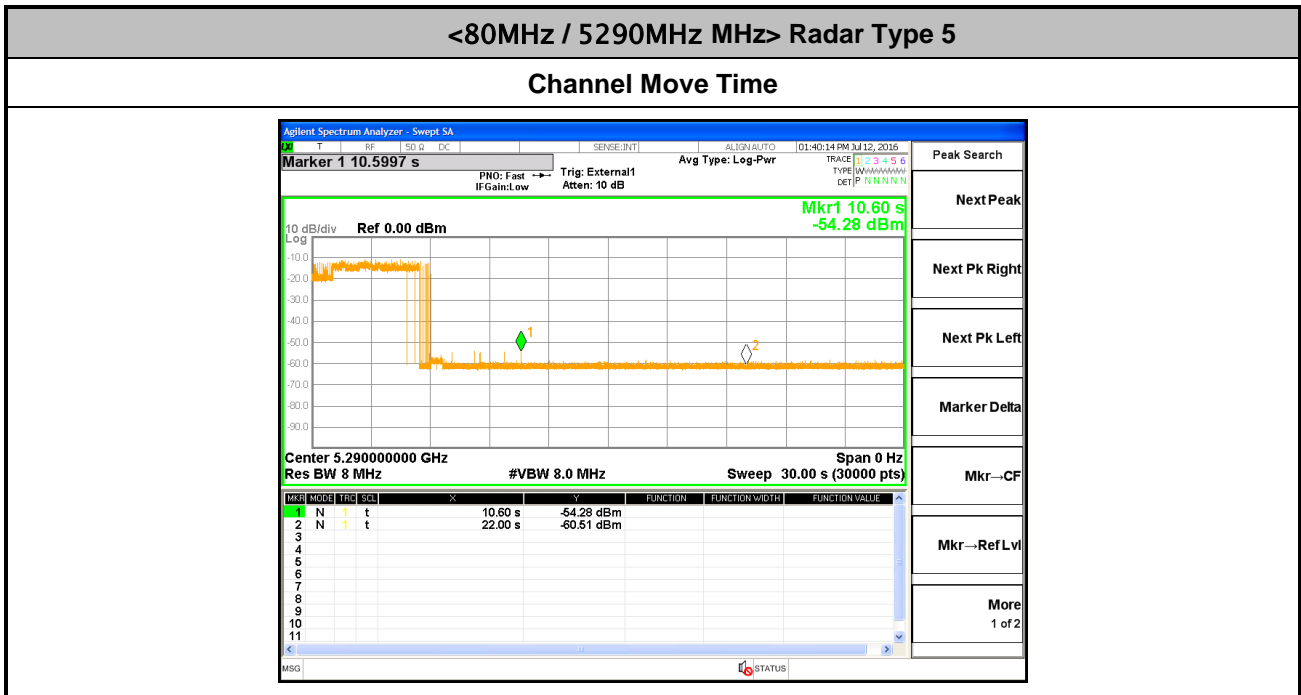 <80MHz / 5290MHz MHz> Radar Type 5
Channel Move Time
Agilent Spectrum Analyzer - Swept SA
LXI T RF 50 Ω DC SENSE:INT ALIGN AUTO 01:40:14 PM Jul 12, 2016
Marker 1 10.5997 s
PNO: Fast
IFGain:Low
Trig: External1
Atten: 10 dB
Avg Type: Log-Pwr
TRACE 1 2 3 4 5 6
TYPE W
DET P N N N N N
Peak Search
Mkr1 10.60 s
-54.28 dBm
10 dB/div
Log
Ref 0.00 dBm
-10.0
-20.0
-30.0
-40.0
-50.0
-60.0
-70.0
-80.0
-90.0
1
2
Center 5.290000000 GHz
Span 0 Hz
Res BW 8 MHz
#VBW 8.0 MHz
Sweep 30.00 s (30000 pts)
MKR MODE TRC SCL X Y FUNCTION FUNCTION WIDTH FUNCTION VALUE
1 N 1 t 10.60 s -54.28 dBm
2 N 1 t 22.00 s -60.51 dBm
3
4
5
6
7
8
9
10
11
MSG
STATUS
Next Peak
Next Pk Right
Next Pk Left
Marker Delta
Mkr→CF
Mkr→Ref Lvl
More
1 of 2